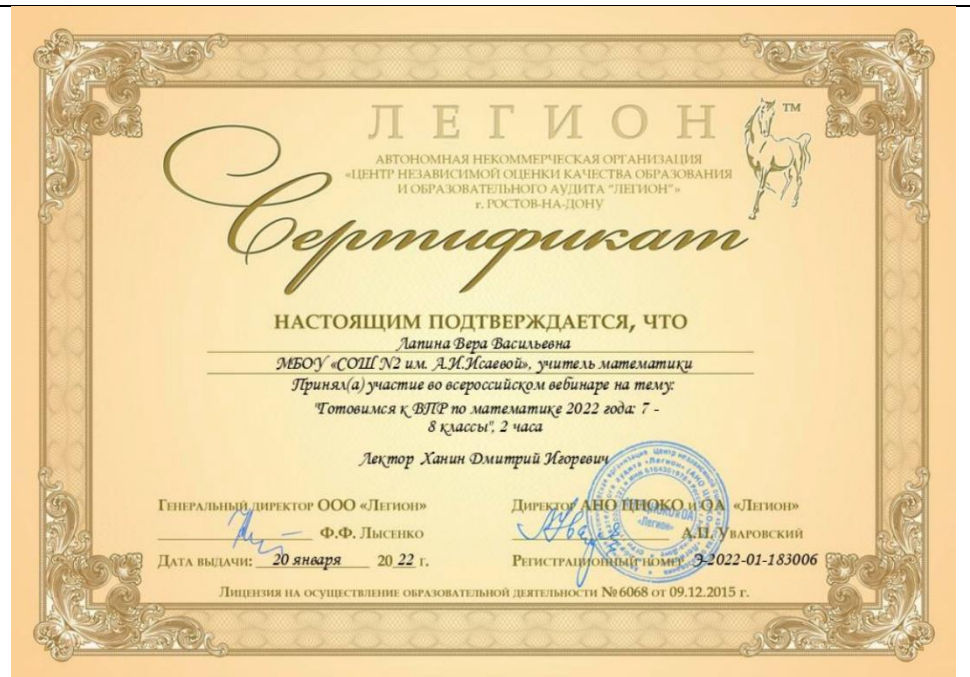 ЛЕГИОН
ТМ
АВТОНОМНАЯ НЕКОММЕРЧЕСКАЯ ОРГАНИЗАЦИЯ
«ЦЕНТР НЕЗАВИСИМОЙ ОЦЕНКИ КАЧЕСТВА ОБРАЗОВАНИЯ
И ОБРАЗОВАТЕЛЬНОГО АУДИТА "ЛЕГИОН"»
г. РОСТОВ-НА-ДОНУ
Сертификат
НАСТОЯЩИМ ПОДТВЕРЖДАЕТСЯ, ЧТО
Лапина Вера Васильевна
МБОУ «СОШ N2 им. А.И.Исаевой», учитель математики
Принял(а) участие во всероссийском вебинаре на тему:
"Готовимся к ВПР по математике 2022 года: 7 -
8 классы", 2 часа
Лектор Ханин Дмитрий Игоревич
Генеральный директор ООО «Легион»
Ф.Ф. Лысенко
Директор АНО ЦНОКО и ОА «Легион»
А.П. Уваровский
Дата выдачи: 20 января 20 22 г.
Регистрационный номер Э-2022-01-183006
Лицензия на осуществление образовательной деятельности №6068 от 09.12.2015 г.